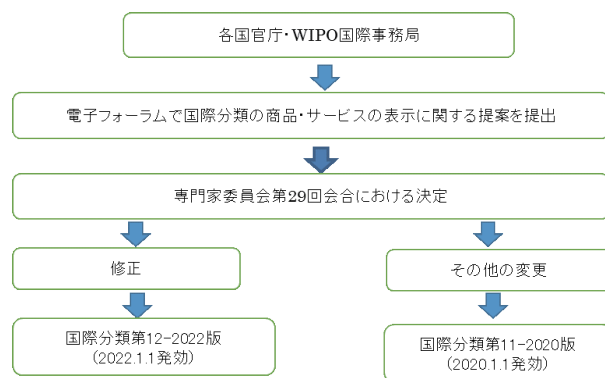 各国官庁・WIPO国際事務局
電子フォーラムで国際分類の商品・サービスの表示に関する提案を提出
専門家委員会第29回会合における決定
修正
その他の変更
国際分類第12-2022版
(2022.1.1発効)
国際分類第11-2020版
(2020.1.1発効)